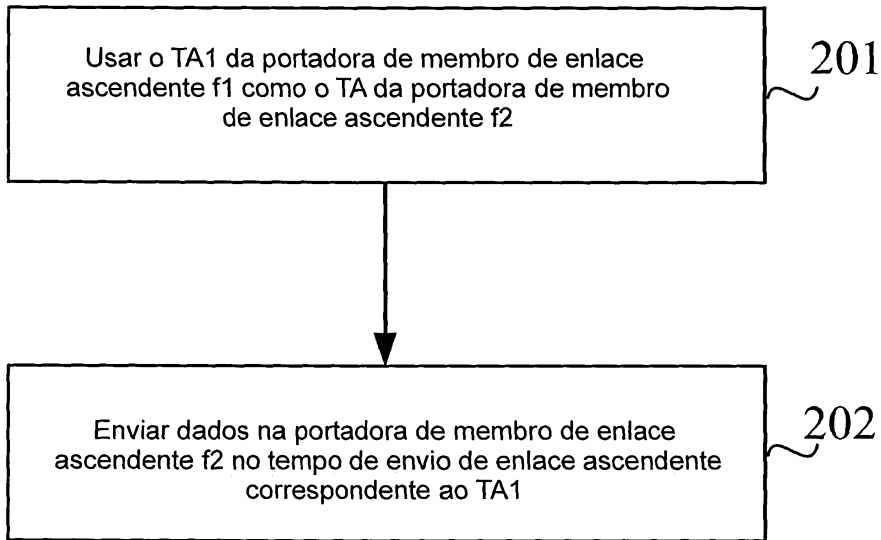 Usar o TA1 da portadora de membro de enlace
ascendente f1 como o TA da portadora de membro
de enlace ascendente f2
201
Enviar dados na portadora de membro de enlace
ascendente f2 no tempo de envio de enlace ascendente
correspondente ao TA1
202